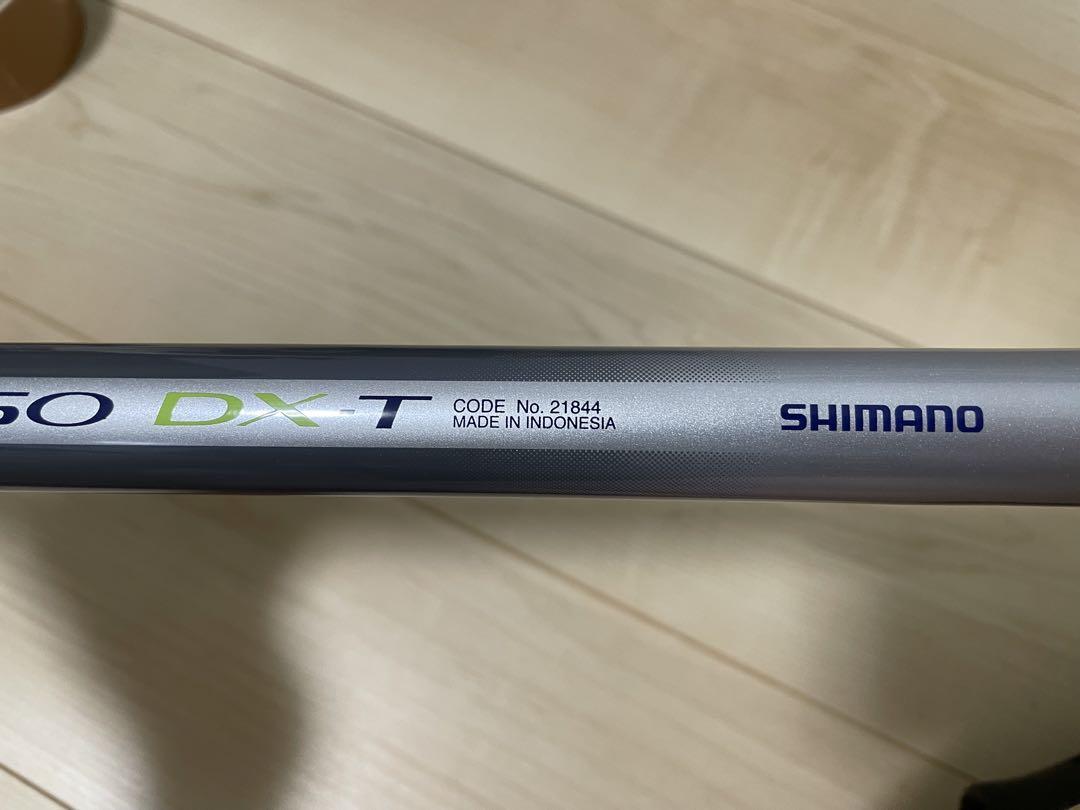 50 DX-T
CODE No. 21844
MADE IN INDONESIA
SHIMANO